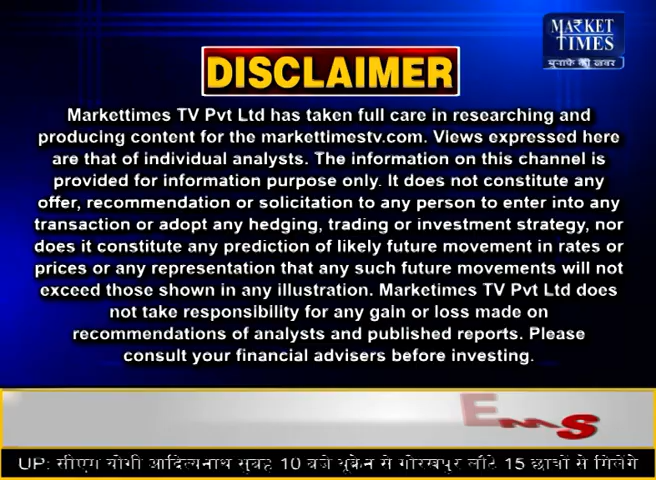 MARKET
TIMES
मुनाफे की खबर
DISCLAIMER
Markettimes TV Pvt Ltd has taken full care in researching and
producing content for the markettimestv.com. Views expressed here
are that of individual analysts. The information on this channel is
provided for information purpose only. It does not constitute any
offer, recommendation or solicitation to any person to enter into any
transaction or adopt any hedging, trading or investment strategy, nor
does it constitute any prediction of likely future movement in rates or
prices or any representation that any such future movements will not
exceed those shown in any illustration. Marketimes TV Pvt Ltd does
not take responsibility for any gain or loss made on
recommendations of analysts and published reports. Please
consult your financial advisers before investing.
EMS
UP: सीएम योगी आदित्यनाथ सुबह 10 बजे यूक्रेन से गोरखपुर लौटे 15 छात्रों से मिलेंगे